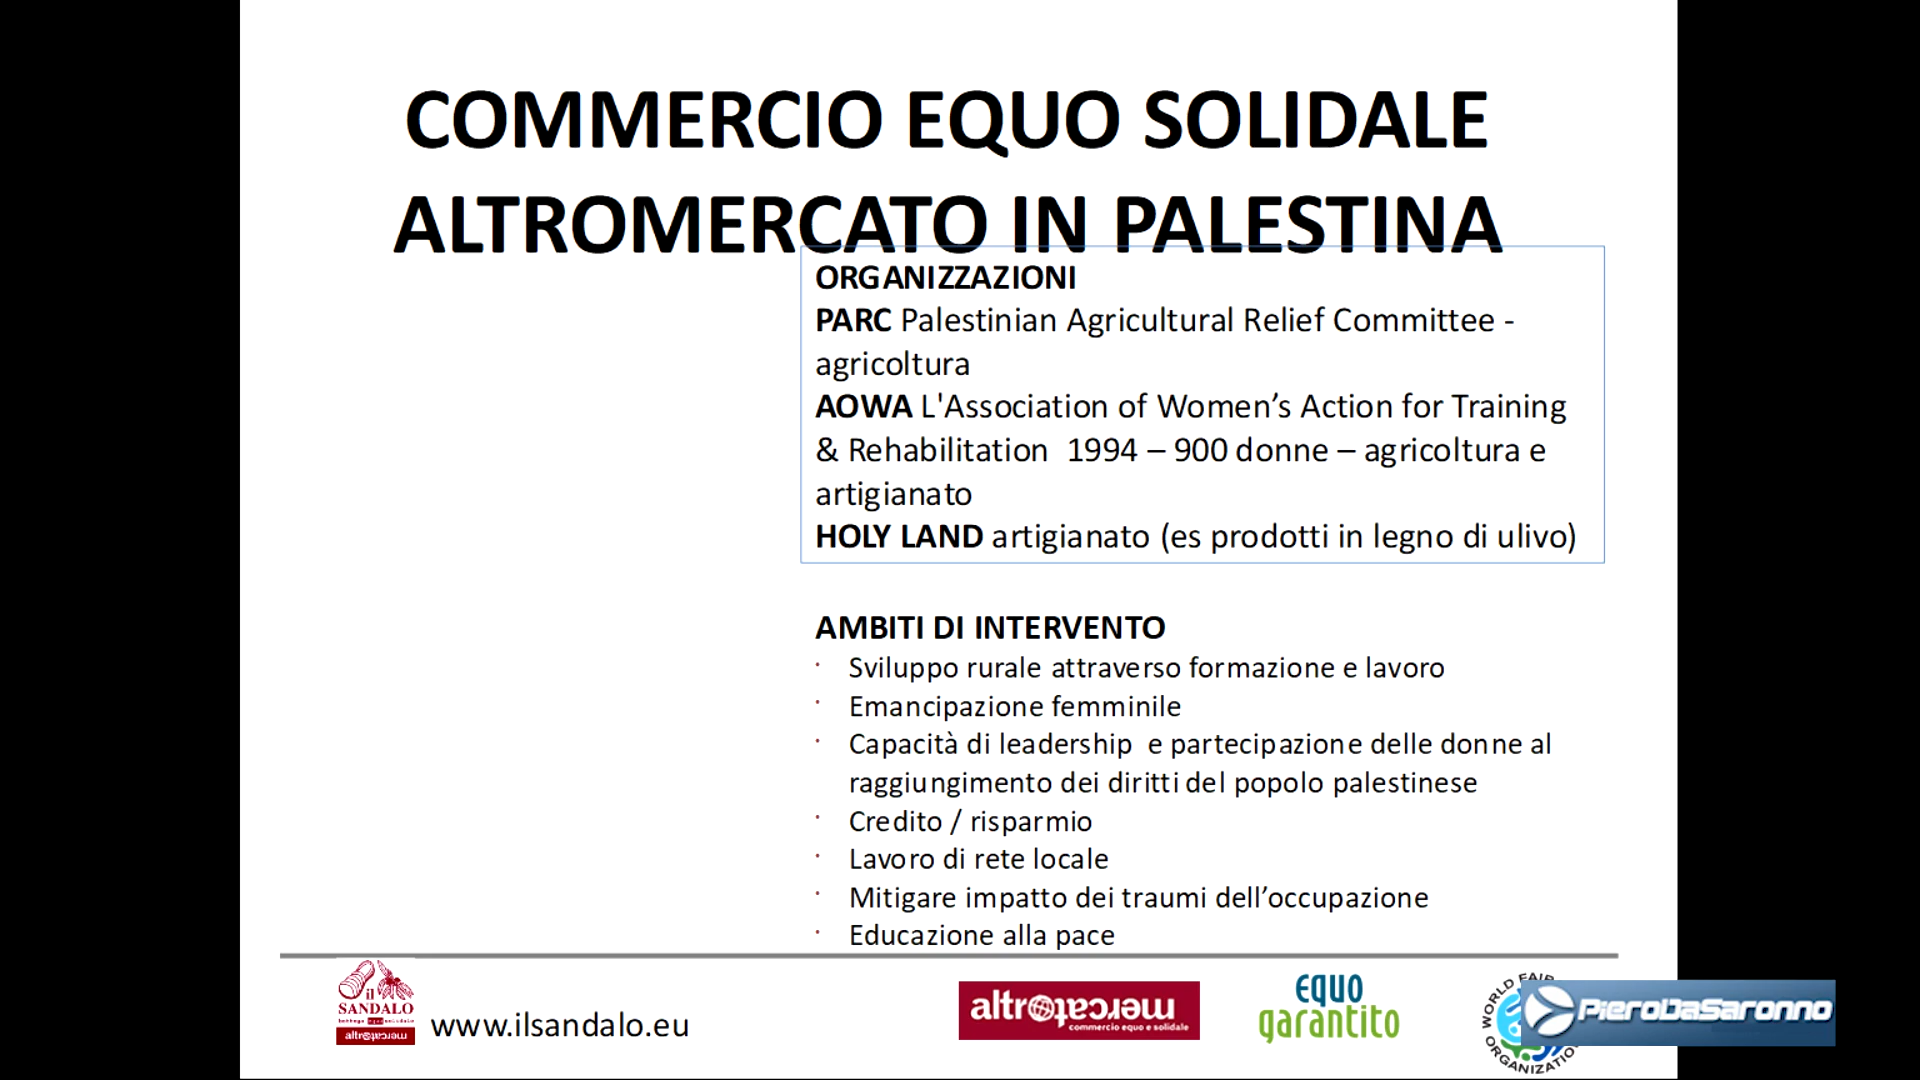 COMMERCIO EQUO SOLIDALE
ALTROMERCATO IN PALESTINA
ORGANIZZAZIONI
PARC Palestinian Agricultural Relief Committee -
agricoltura
AOWA L'Association of Women’s Action for Training
& Rehabilitation 1994 – 900 donne – agricoltura e
artigianato
HOLY LAND artigianato (es prodotti in legno di ulivo)
AMBITI DI INTERVENTO
· Sviluppo rurale attraverso formazione e lavoro
· Emancipazione femminile
· Capacità di leadership e partecipazione delle donne al
raggiungimento dei diritti del popolo palestinese
· Credito / risparmio
· Lavoro di rete locale
· Mitigare impatto dei traumi dell’occupazione
· Educazione alla pace
il
SANDALO
altromercato
www.ilsandalo.eu
altromercato
commercio equo e solidale
equo
garantito
WORLD FAIR
ORGANIZATIO
PieroDaSaronno